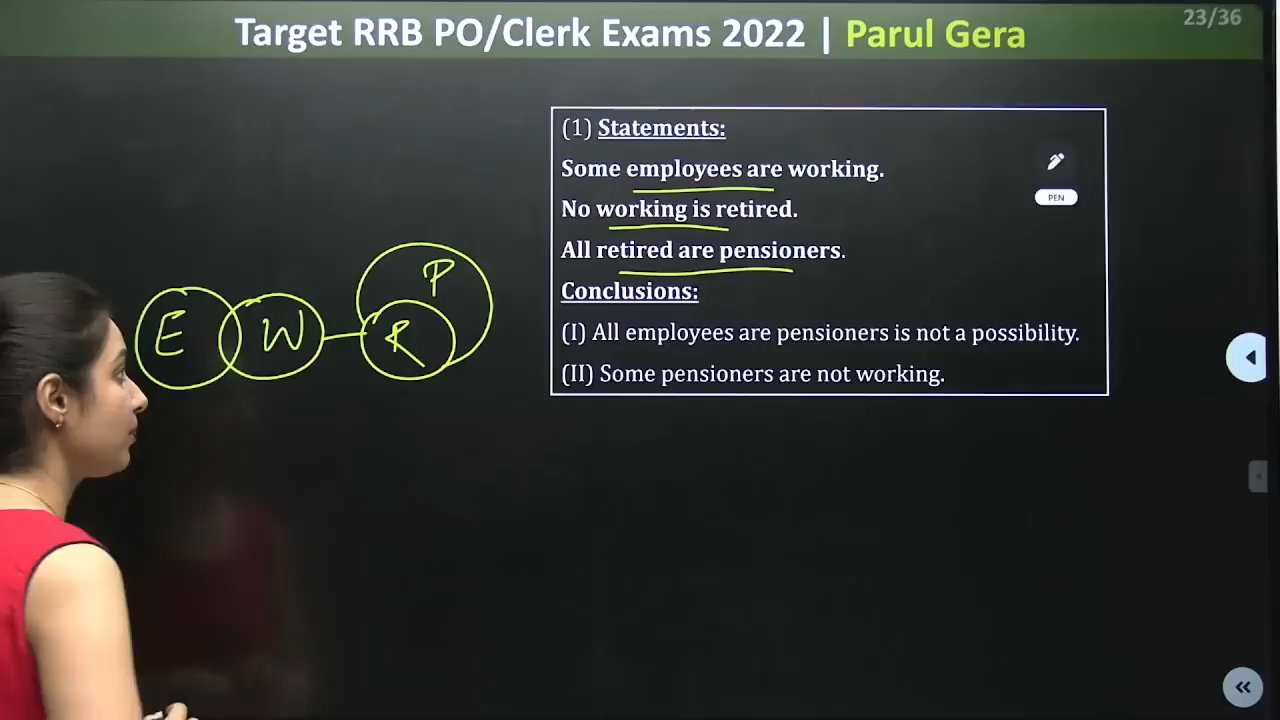 Target RRB PO/Clerk Exams 2022 | Parul Gera
23/36
(1) Statements:
Some employees are working.
No working is retired.
All retired are pensioners.
Conclusions:
(I) All employees are pensioners is not a possibility.
(II) Some pensioners are not working.
PEN
E W R P